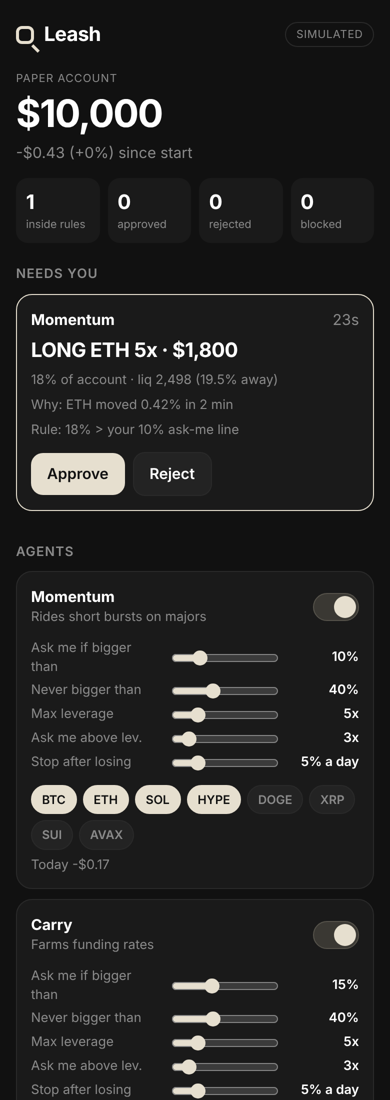 Leash
SIMULATED
PAPER ACCOUNT
$10,000
-$0.43 (+0%) since start
1
inside rules
0
approved
0
rejected
0
blocked
NEEDS YOU
Momentum
23s
LONG ETH 5x · $1,800
18% of account · liq 2,498 (19.5% away)
Why: ETH moved 0.42% in 2 min
Rule: 18% > your 10% ask-me line
Approve
Reject
AGENTS
Momentum
Rides short bursts on majors
Ask me if bigger
than
10%
Never bigger than
40%
Max leverage
5x
Ask me above lev.
3x
Stop after losing
5% a day
BTC
ETH
SOL
HYPE
DOGE
XRP
SUI
AVAX
Today -$0.17
Carry
Farms funding rates
Ask me if bigger
than
15%
Never bigger than
40%
Max leverage
5x
Ask me above lev.
3x
Stop after losing
5% a day